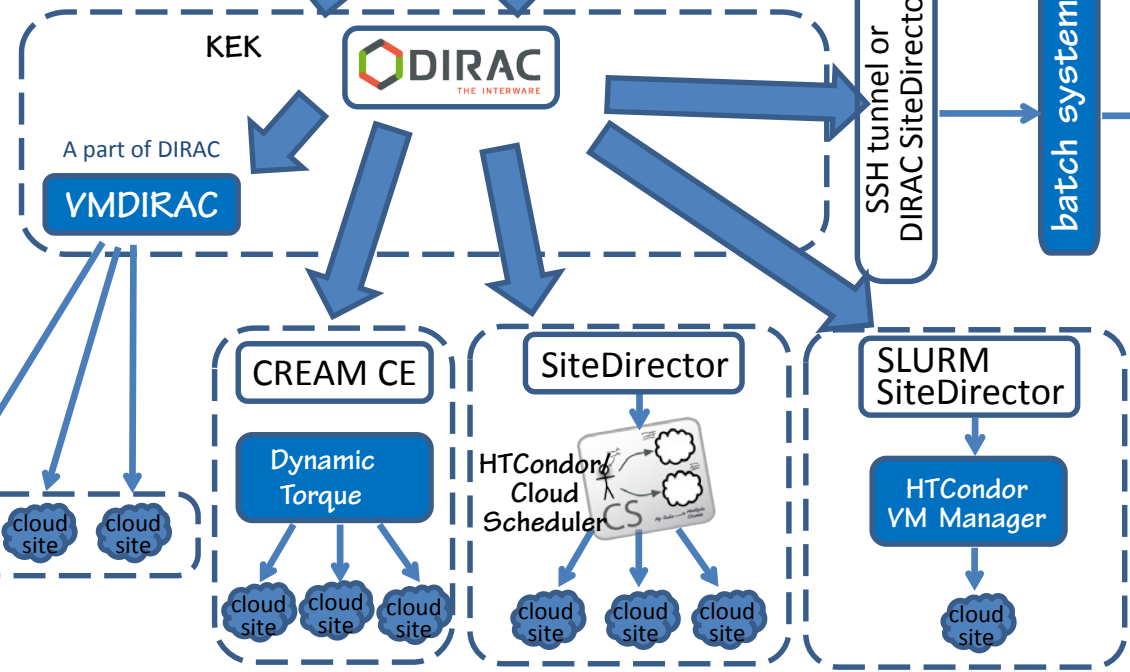 KEK
DIRAC
THE INTERWARE
A part of DIRAC
VMDIRAC
SSH tunnel or
DIRAC
batch system
CREAM CE
SiteDirector
SLURM
SiteDirector
Dynamic
Torque
HTCondor
Cloud
Scheduler
CS
HTCondor
VM Manager
cloud
site
cloud
site
cloud
site
cloud
site
cloud
site
cloud
site
cloud
site
cloud
site
cloud
site